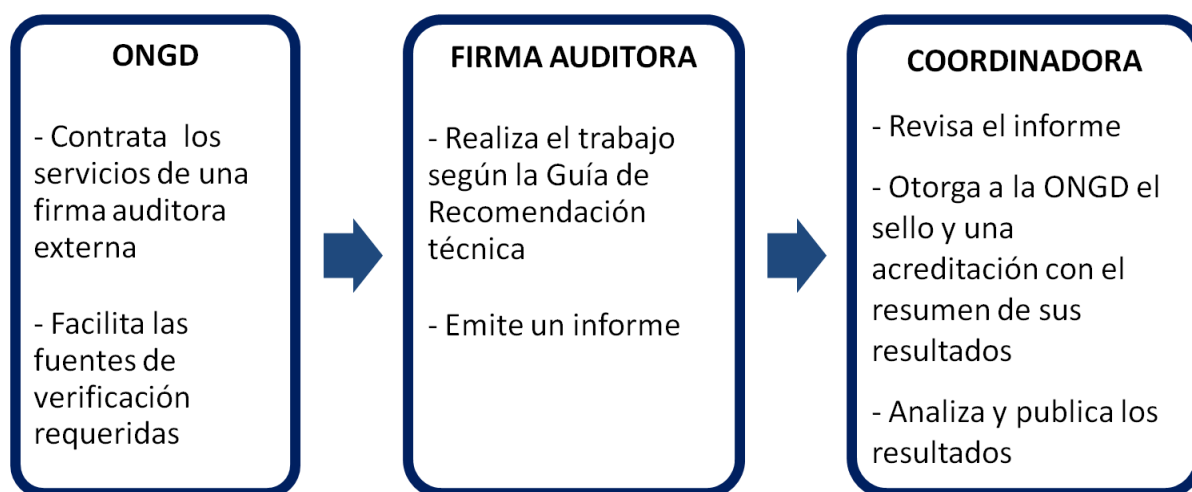 ONGD
- Contrata los
servicios de una
firma auditora
externa
- Facilita las
fuentes de
verificación
requeridas
FIRMA AUDITORA
- Realiza el trabajo
según la Guía de
Recomendación
técnica
- Emite un informe
COORDINADORA
- Revisa el informe
- Otorga a la ONGD el
sello y una
acreditación con el
resumen de sus
resultados
- Analiza y publica los
resultados